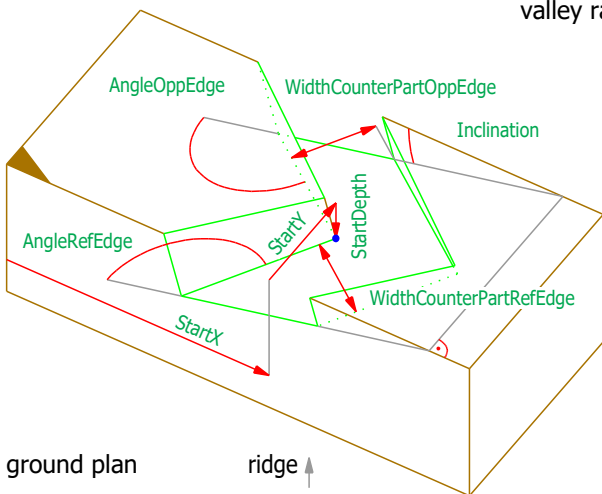 valley ra
AngleOppEdge
WidthCounterPartOppEdge
Inclination
AngleRefEdge
StartY
StartDepth
WidthCounterPartRefEdge
StartX
ground plan
ridge